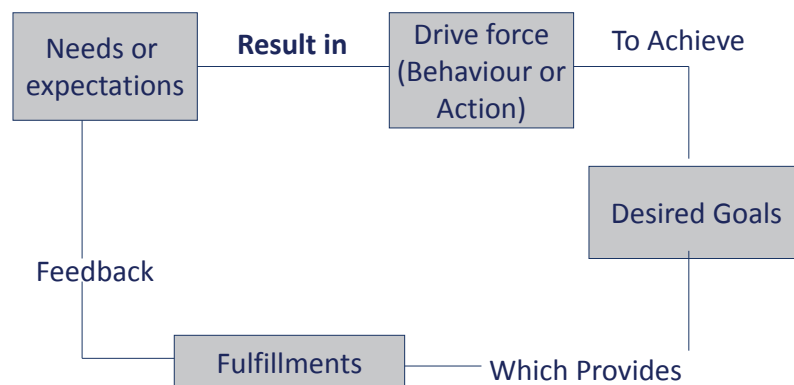 Needs or
expectations
Result in
Drive force
(Behaviour or
Action)
To Achieve
Desired Goals
Which Provides
Fulfillments
Feedback